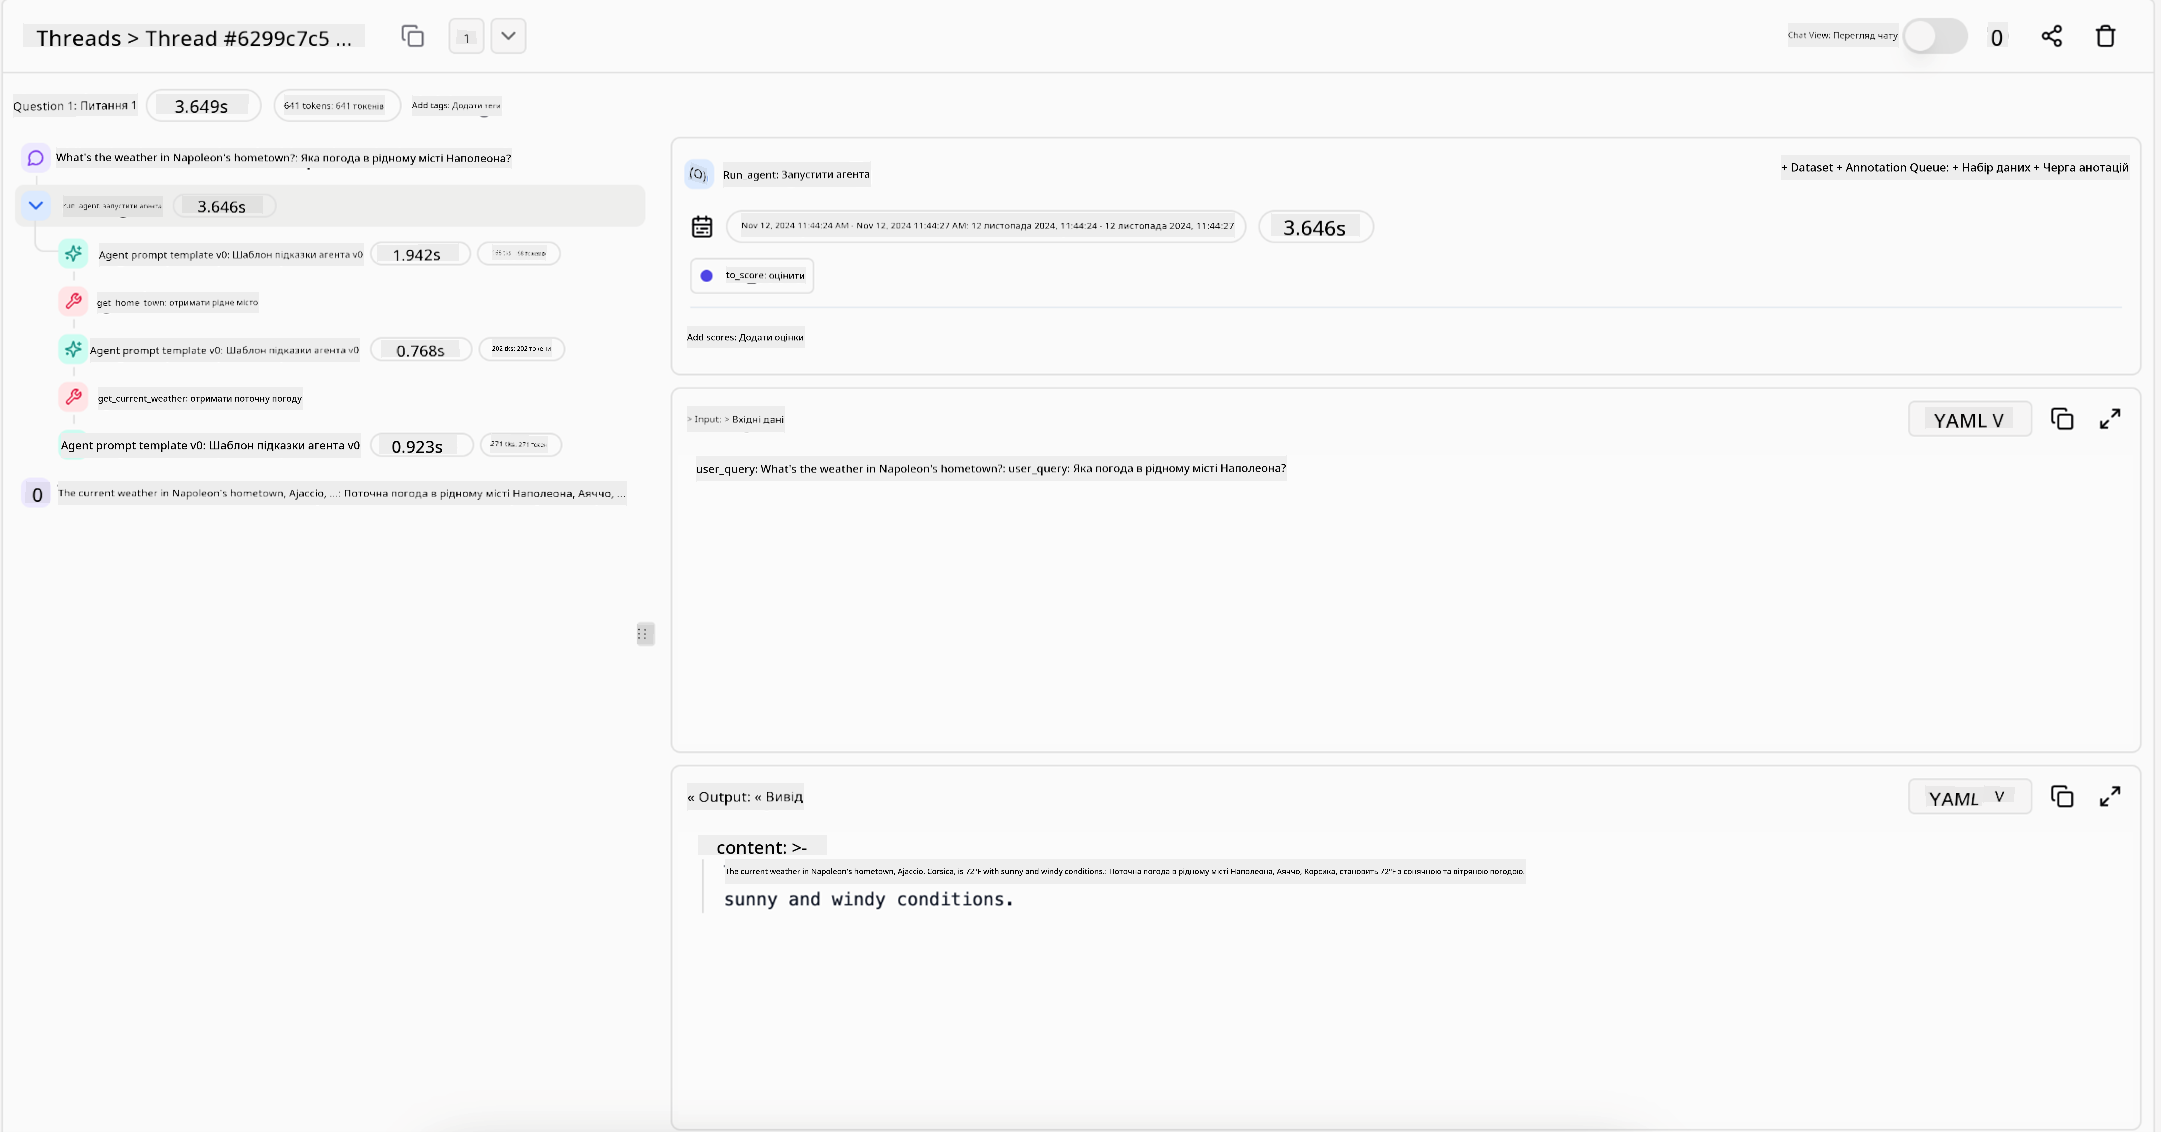 Threads > Thread #6299c7c5 ...
1
Chat View: Перегляд чату
0
Question 1: Питання 1
3.649s
641 tokens: 641 токенів
Add tags: Додати теги
What's the weather in Napoleon's hometown?: Яка погода в рідному місті Наполеона?
run_agent: запустити агента
3.646s
Agent prompt template v0: Шаблон підказки агента v0
1.942s
get_home_town: отримати рідне місто
Agent prompt template v0: Шаблон підказки агента v0
0.768s
202 tks: 202 токени
get_current_weather: отримати поточну погоду
Agent prompt template v0: Шаблон підказки агента v0
0.923s
0
The current weather in Napoleon's hometown, Ajaccio, ...: Поточна погода в рідному місті Наполеона, Аяччо, ...
Run_agent: Запустити агента
+ Dataset + Annotation Queue: + Набір даних + Черга анотацій
Nov 12, 2024 11:44:24 AM - Nov 12, 2024 11:44:27 AM: 12 листопада 2024, 11:44:24 - 12 листопада 2024, 11:44:27
3.646s
to_score: оцінити
Add scores: Додати оцінки
> Input: > Вхідні дані
YAML V
user_query: What's the weather in Napoleon's hometown?: user_query: Яка погода в рідному місті Наполеона?
« Output: « Вивід
YAML V
content: >-
The current weather in Napoleon's hometown, Ajaccio, Corsica, is 72°F with sunny and windy conditions.: Поточна погода в рідному місті Наполеона, Аяччо, Корсика, становить 72°F з сонячною та вітряною погодою.
sunny and windy conditions.